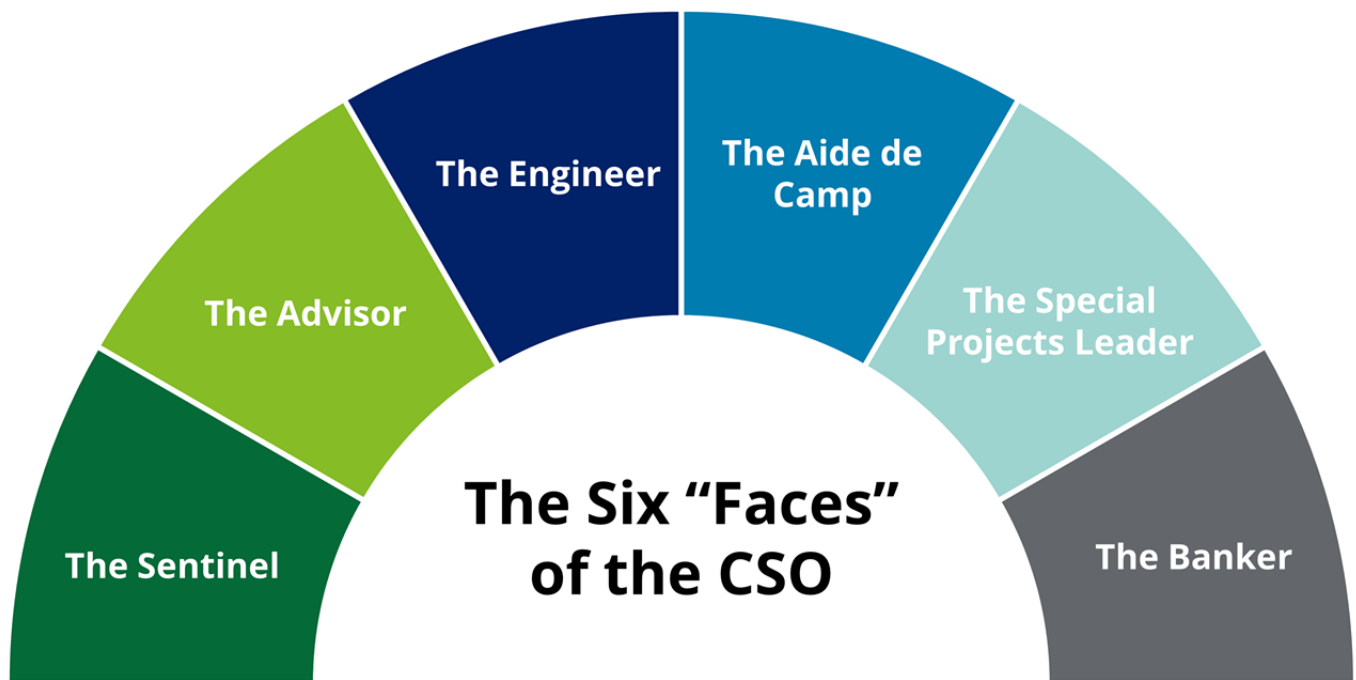 The Engineer
The Aide de
Camp
The Advisor
The Special
Projects Leader
The Sentinel
The Banker
The Six “Faces”
of the CSO